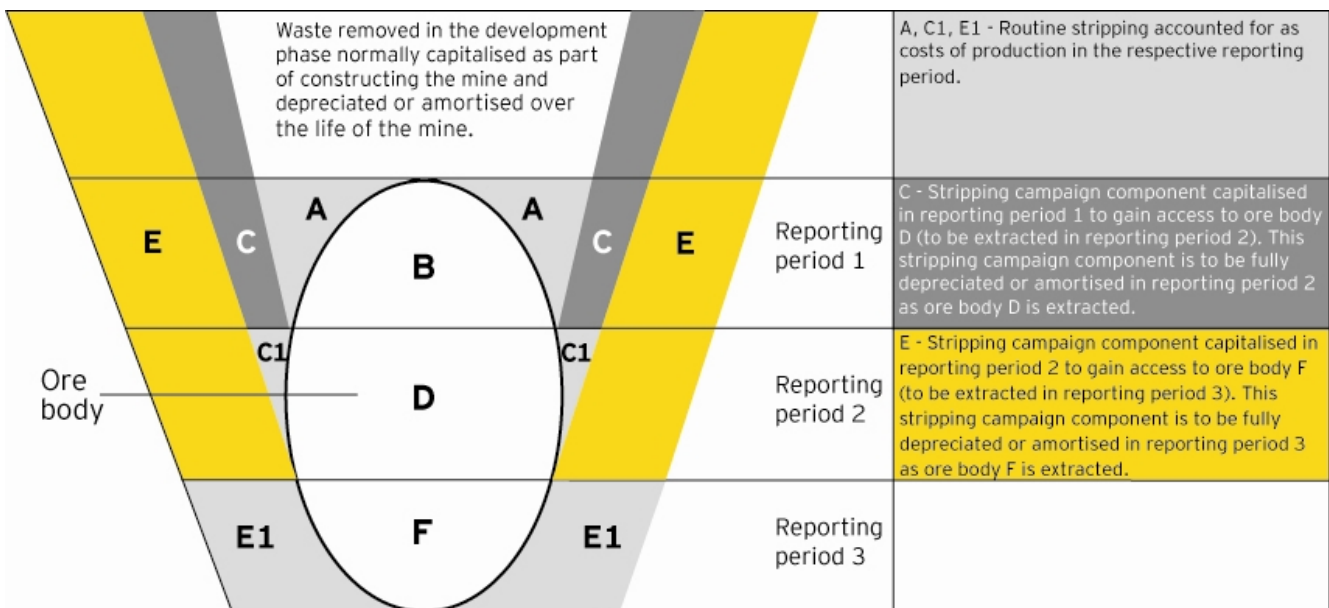 Waste removed in the development
phase normally capitalised as part
of constructing the mine and
depreciated or amortised over
the life of the mine.
A, C1, E1 - Routine stripping accounted for as
costs of production in the respective reporting
period.
A
A
E
C
C
E
B
Reporting
period 1
C - Stripping campaign component capitalised
in reporting period 1 to gain access to ore body
D (to be extracted in reporting period 2). This
stripping campaign component is to be fully
depreciated or amortised in reporting period 2
as ore body D is extracted.
C1
C1
Ore
body
D
Reporting
period 2
E - Stripping campaign component capitalised in
reporting period 2 to gain access to ore body F
(to be extracted in reporting period 3). This
stripping campaign component is to be fully
depreciated or amortised in reporting period 3
as ore body F is extracted.
E1
F
E1
Reporting
period 3